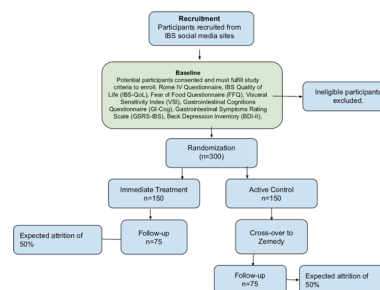 Recruitment
Participants recruited from
IBS social media sites
Baseline
Potential participants consented and must fulfill study
criteria to enroll. Rome IV Questionnaire, IBS Quality of
Life (IBS-QoL), Fear of Food Questionnaire (FFQ), Visceral
Sensitivity Index (VSI), Gastrointestinal Cognitions
Questionnaire (GI-Cog), Gastrointestinal Symptoms Rating
Scale (GSRS-IBS), Beck Depression Inventory (BDI-II),
Ineligible participants
excluded.
Randomization
(n=300)
Immediate Treatment
n=150
Active Control
n=150
Expected attrition of
50%
Follow-up
n=75
Cross-over to
Zemedy
Follow-up
n=75
Expected attrition of
50%